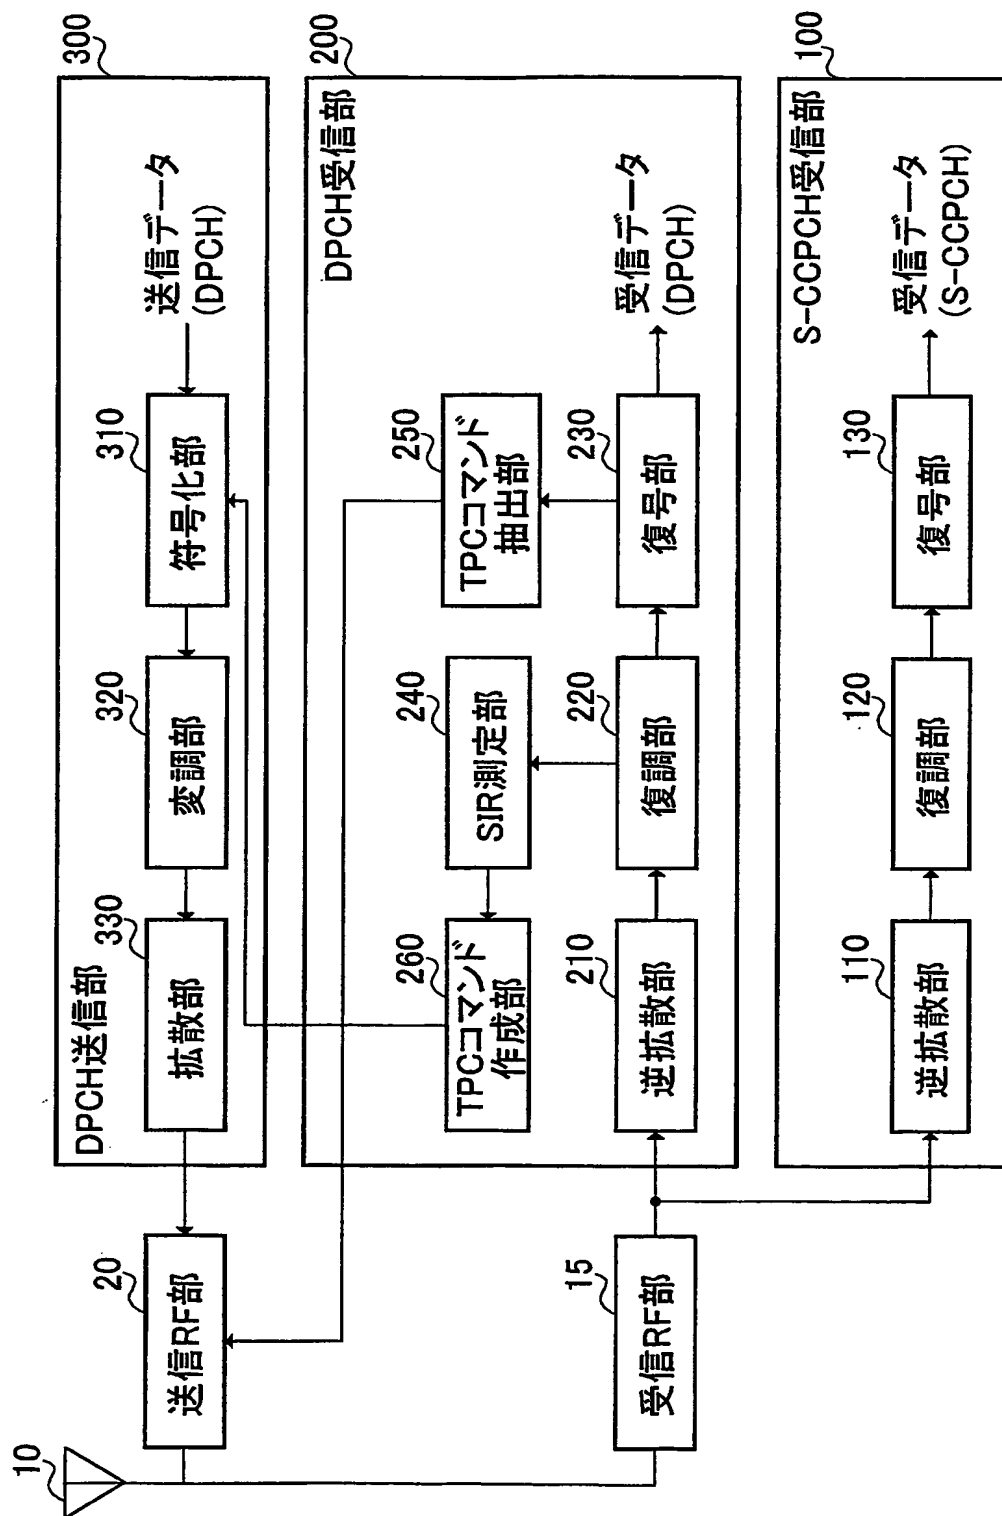 10
20
送信RF部
15
受信RF部
300
DPCH送信部
330
拡散部
320
変調部
310
符号化部
送信データ
(DPCH)
200
DPCH受信部
260
TPCコマンド
作成部
240
SIR測定部
250
TPCコマンド
抽出部
210
逆拡散部
220
復調部
230
復号部
受信データ
(DPCH)
100
S-CCPCH受信部
110
逆拡散部
120
復調部
130
復号部
受信データ
(S-CCPCH)